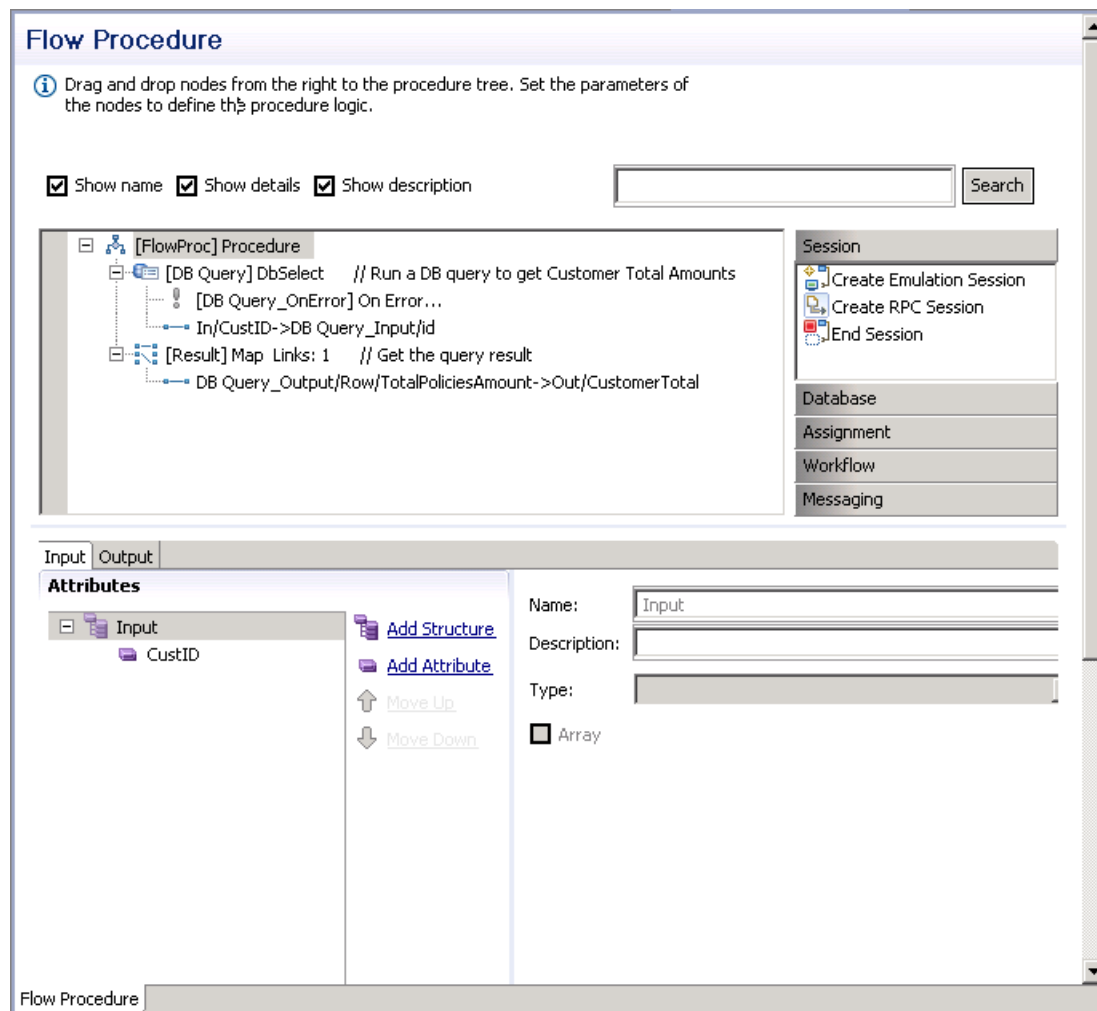 Flow Procedure
Drag and drop nodes from the right to the procedure tree. Set the parameters of
the nodes to define the procedure logic.
Show name Show details Show description Search
[FlowProc] Procedure
[DB Query] DbSelect // Run a DB query to get Customer Total Amounts
[DB Query_OnError] On Error...
In/CustID->DB Query_Input/id
[Result] Map Links: 1 // Get the query result
DB Query_Output/Row/TotalPoliciesAmount->Out/CustomerTotal
Session
Create Emulation Session
Create RPC Session
End Session
Database
Assignment
Workflow
Messaging
Input Output
Attributes
Input
CustID
Add Structure
Add Attribute
Move Up
Move Down
Name: Input
Description:
Type:
Array
Flow Procedure